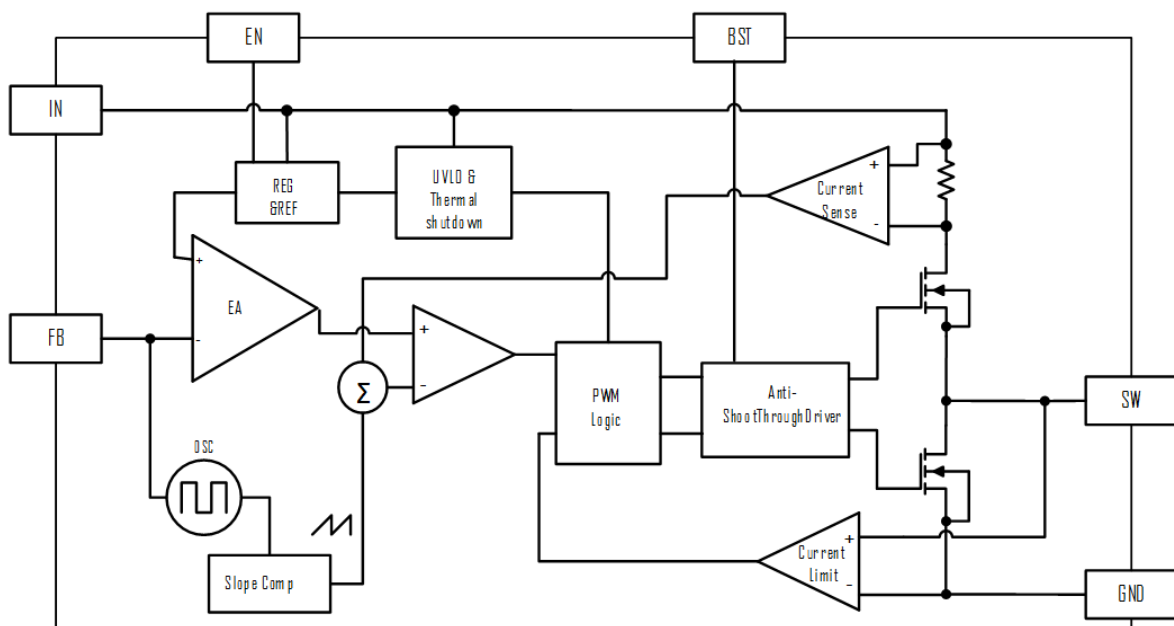 EN
BST
IN
REG
&REF
UVLO &
Thermal
shutdown
+
Current
Sense
-
+
EA
-
FB
+
-
Σ
PWM
Logic
Anti-
ShootThroughDriver
SW
OSC
Slope Comp
+
Current
Limit
-
GND